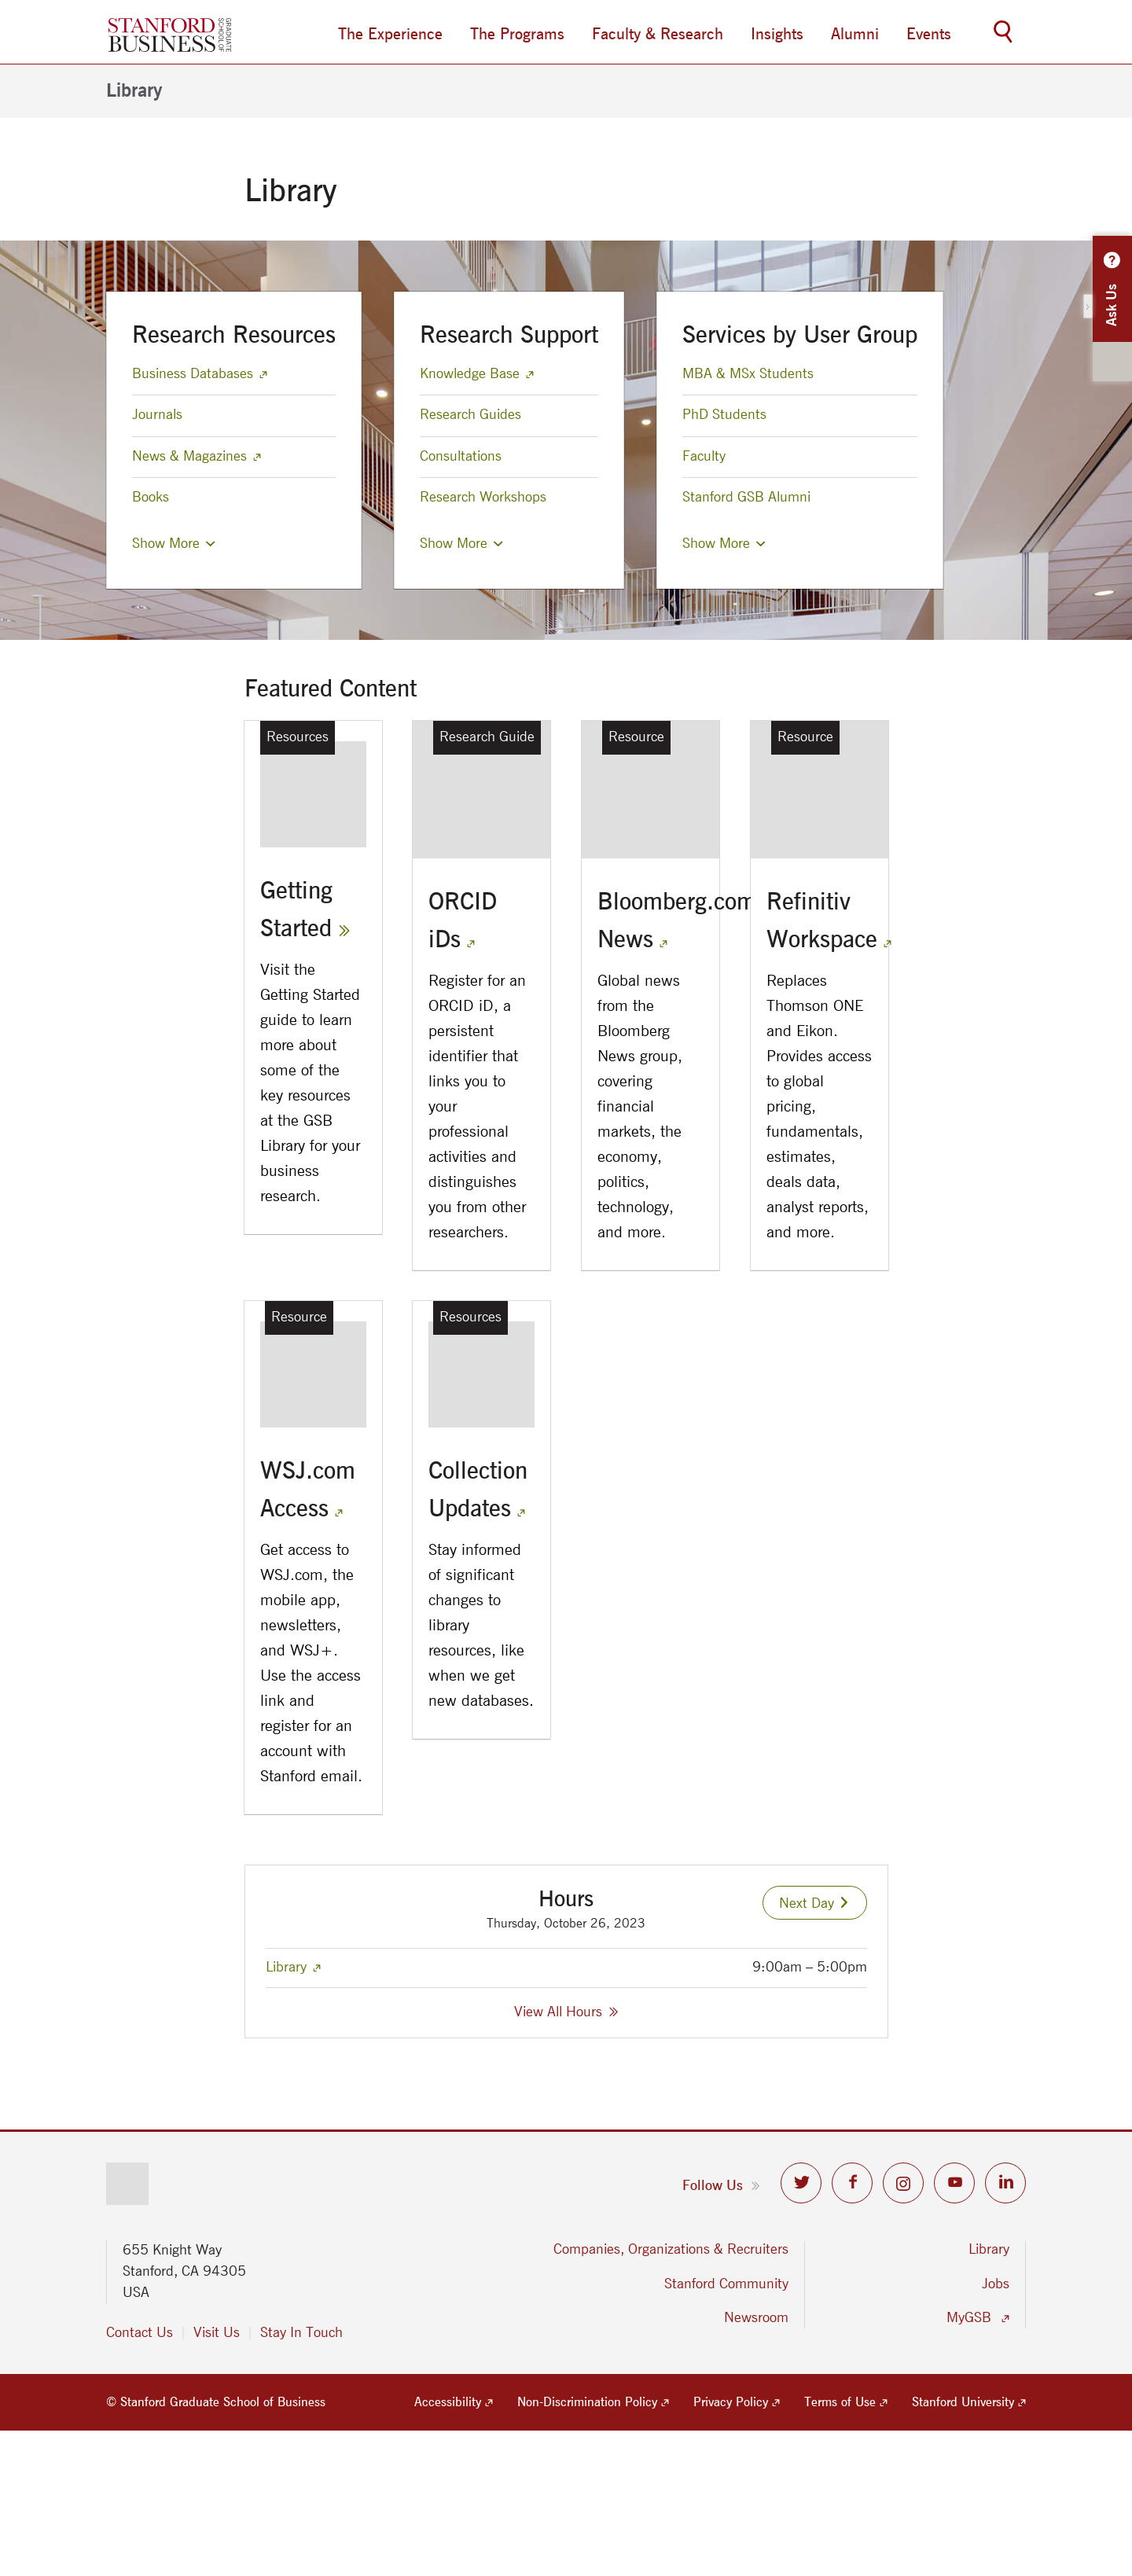 STANFORD
BUSINESS
GRADUATE
SCHOOL OF
The Experience
The Programs
Faculty & Research
Insights
Alumni
Events
Library
Library
Ask Us
Research Resources
Business Databases
Journals
News & Magazines
Books
Show More
Research Support
Knowledge Base
Research Guides
Consultations
Research Workshops
Show More
Services by User Group
MBA & MSx Students
PhD Students
Faculty
Stanford GSB Alumni
Show More
Featured Content
Resources
Getting
Started
Visit the
Getting Started
guide to learn
more about
some of the
key resources
at the GSB
Library for your
business
research.
Research Guide
ORCID
iDs
Register for an
ORCID iD, a
persistent
identifier that
links you to
your
professional
activities and
distinguishes
you from other
researchers.
Resource
Bloomberg.com
News
Global news
from the
Bloomberg
News group,
covering
financial
markets, the
economy,
politics,
technology,
and more.
Resource
Refinitiv
Workspace
Replaces
Thomson ONE
and Eikon.
Provides access
to global
pricing,
fundamentals,
estimates,
deals data,
analyst reports,
and more.
Resource
WSJ.com
Access
Get access to
WSJ.com, the
mobile app,
newsletters,
and WSJ+.
Use the access
link and
register for an
account with
Stanford email.
Resources
Collection
Updates
Stay informed
of significant
changes to
library
resources, like
when we get
new databases.
Hours
Thursday, October 26, 2023
Next Day
Library
9:00am – 5:00pm
View All Hours
Follow Us
655 Knight Way
Stanford, CA 94305
USA
Contact Us
Visit Us
Stay In Touch
Companies, Organizations & Recruiters
Stanford Community
Newsroom
Library
Jobs
MyGSB
© Stanford Graduate School of Business
Accessibility
Non-Discrimination Policy
Privacy Policy
Terms of Use
Stanford University